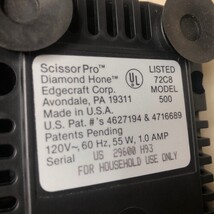 ScissorPro™
Diamond Hone™
Edgecraft Corp.
Avondale, PA 19311
Made in U.S.A.
U.S. Pat. #'s 4627194 & 4716689
Patents Pending
120V~, 60 Hz, 55 W, 1.0 AMP
Serial US 29600 H93
FOR HOUSEHOLD USE ONLY
UL
LISTED
72C8
MODEL
500